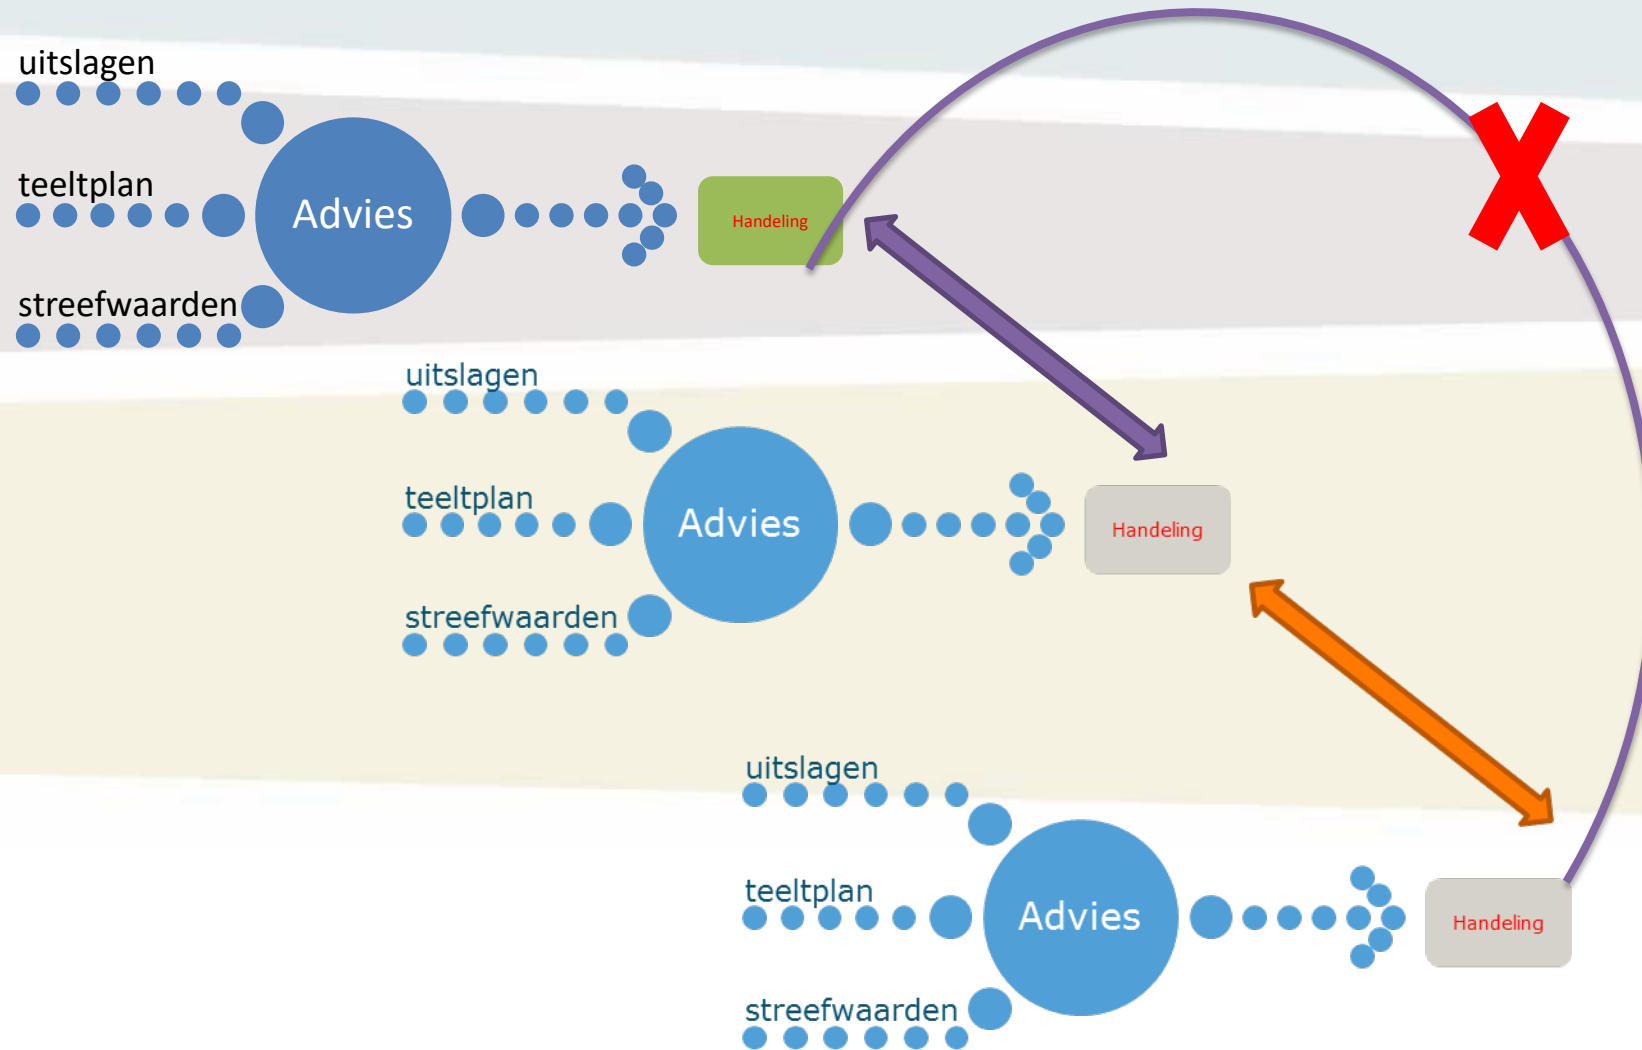 uitslagen
teeltplan
Advies
Handeling
streefwaarden
uitslagen
teeltplan
Advies
Handeling
streefwaarden
uitslagen
teeltplan
Advies
Handeling
streefwaarden